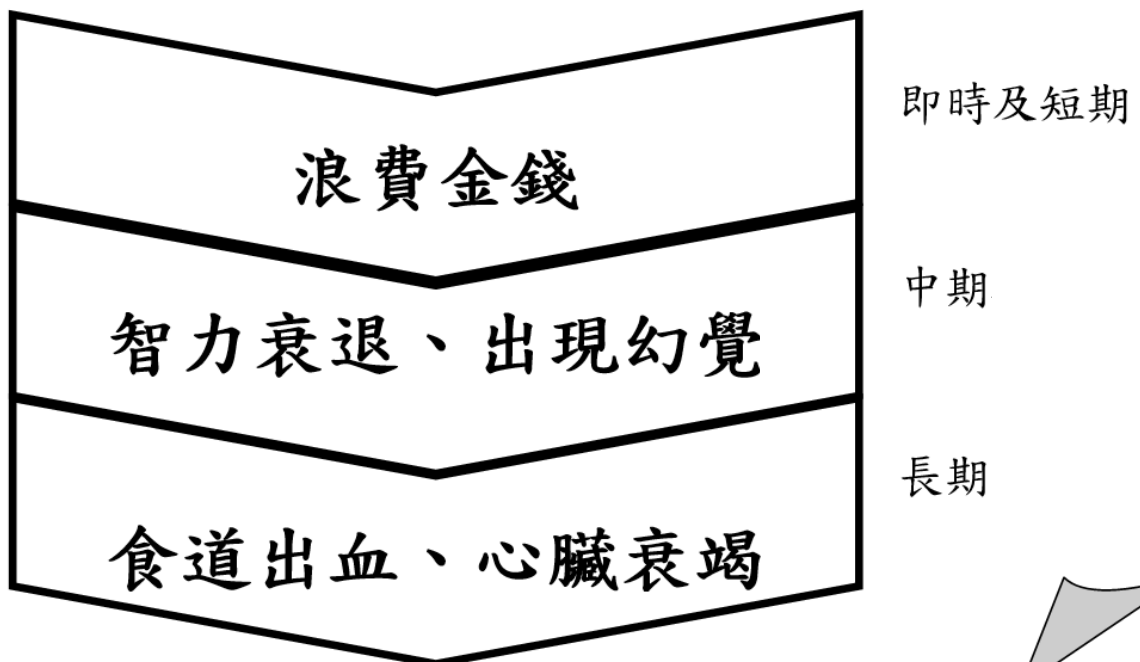 即時及短期
浪費金錢
中期
智力衰退、出現幻覺
長期
食道出血、心臟衰竭